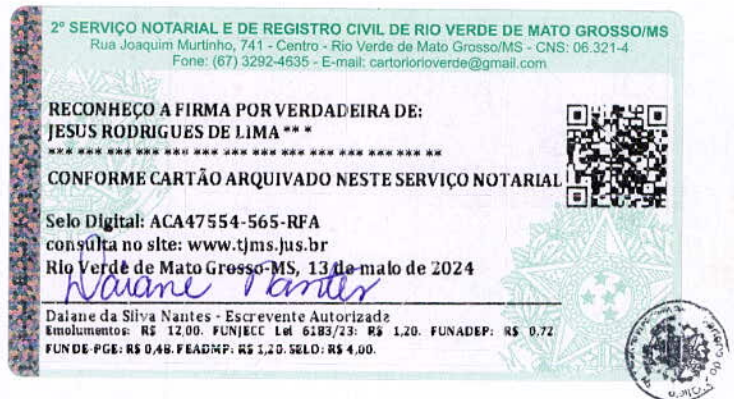 2º SERVIÇO NOTARIAL E DE REGISTRO CIVIL DE RIO VERDE DE MATO GROSSO/MS
Rua Joaquim Murtinho, 741 - Centro - Rio Verde de Mato Grosso/MS - CNS: 06.321-4
Fone: (67) 3292-4635 - E-mail: cartoriorioverde@gmail.com
RECONHEÇO A FIRMA POR VERDADEIRA DE:
JESUS RODRIGUES DE LIMA ** *
*** *** *** *** *** *** *** *** *** *** *** *** *** **
CONFORME CARTÃO ARQUIVADO NESTE SERVIÇO NOTARIAL
Selo Digital: ACA47554-565-RFA
consulta no site: www.tjms.jus.br
Rio Verde de Mato Grosso-MS, 13 de maio de 2024
Daiane Nantes
Daiane da Silva Nantes - Escrevente Autorizada
Emolumentos: R$ 12,00. FUNJECC Lei 6183/23: R$ 1,20. FUNADEP: R$ 0,72
FUNDE-PGE: R$ 0,48. FEADMP: R$ 1,20. SELO: R$ 4,00.